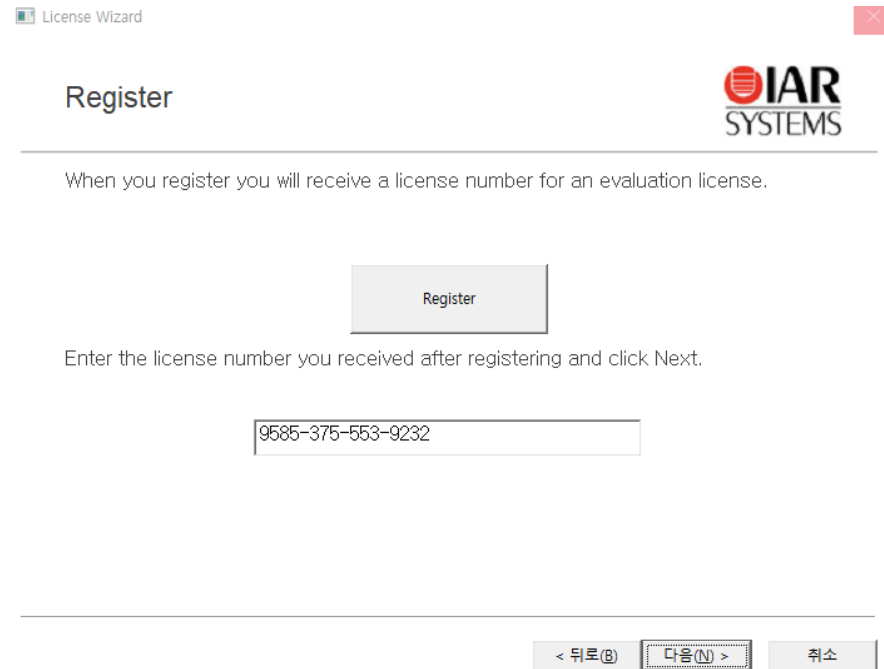 License Wizard
Register
IAR
SYSTEMS
When you register you will receive a license number for an evaluation license.
Register
Enter the license number you received after registering and click Next.
9585-375-553-9232
< 뒤로(B) 다음(N) > 취소